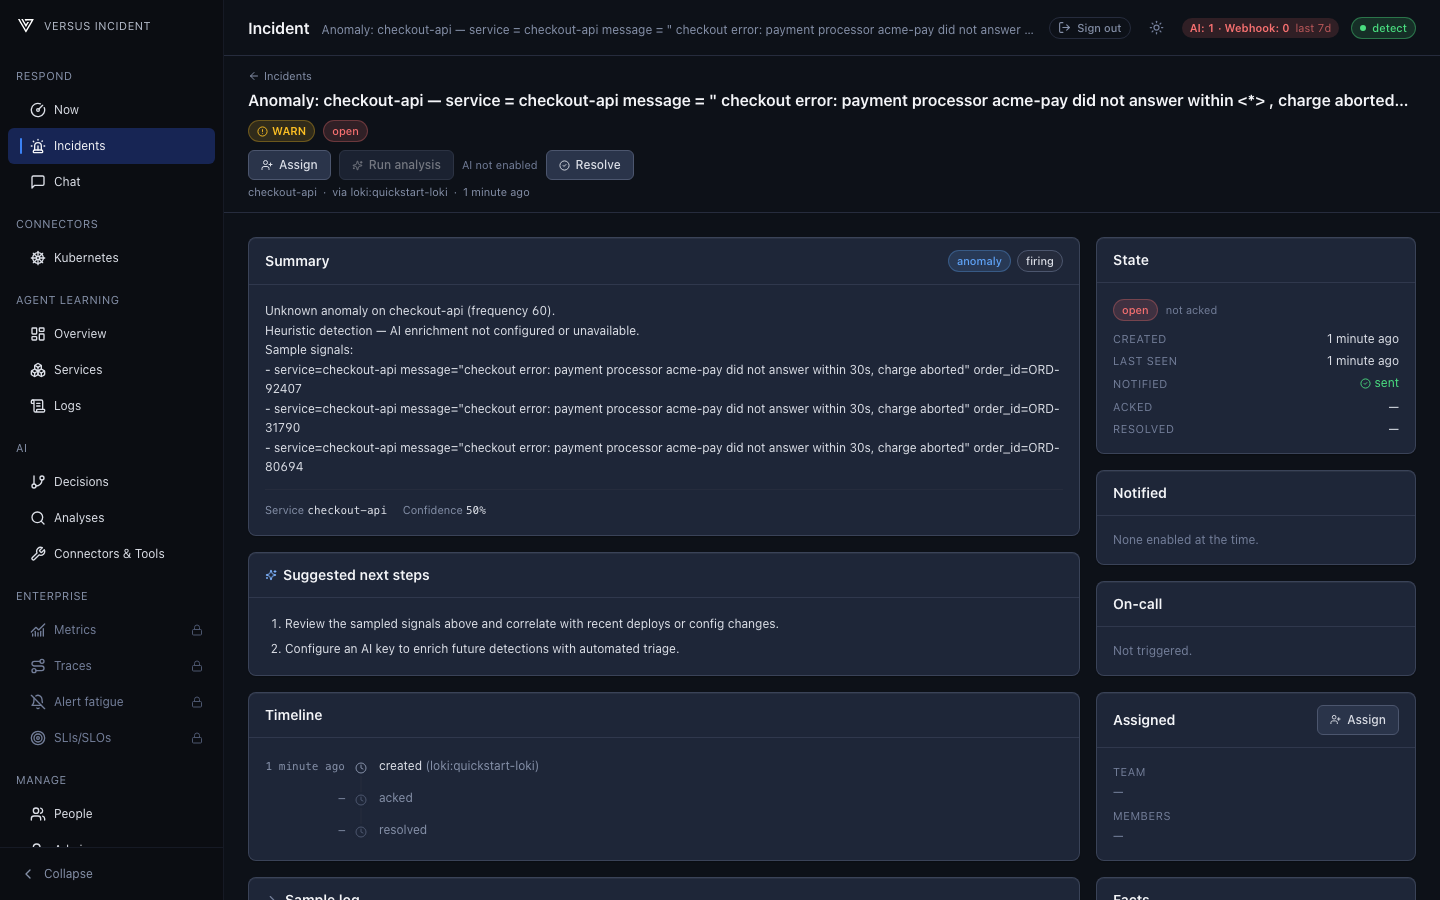 VERSUS INCIDENT
RESPOND
Now
Incidents
Chat
CONNECTORS
Kubernetes
AGENT LEARNING
Overview
Services
Logs
AI
Decisions
Analyses
Connectors & Tools
ENTERPRISE
Metrics
Traces
Alert fatigue
SLIs/SLOs
MANAGE
People
Collapse
Incident Anomaly: checkout-api — service = checkout-api message = " checkout error: payment processor acme-pay did not answer ...
Sign out
AI: 1 · Webhook: 0 last 7d
detect
Incidents
Anomaly: checkout-api — service = checkout-api message = " checkout error: payment processor acme-pay did not answer within <*> , charge aborted...
WARN open
Assign Run analysis AI not enabled Resolve
checkout-api · via loki:quickstart-loki · 1 minute ago
Summary anomaly firing
Unknown anomaly on checkout-api (frequency 60).
Heuristic detection — AI enrichment not configured or unavailable.
Sample signals:
- service=checkout-api message="checkout error: payment processor acme-pay did not answer within 30s, charge aborted" order_id=ORD-
92407
- service=checkout-api message="checkout error: payment processor acme-pay did not answer within 30s, charge aborted" order_id=ORD-
31790
- service=checkout-api message="checkout error: payment processor acme-pay did not answer within 30s, charge aborted" order_id=ORD-
80694
Service checkout-api Confidence 50%
Suggested next steps
1. Review the sampled signals above and correlate with recent deploys or config changes.
2. Configure an AI key to enrich future detections with automated triage.
Timeline
1 minute ago created (loki:quickstart-loki)
— acked
— resolved
Sample log
State
open not acked
CREATED 1 minute ago
LAST SEEN 1 minute ago
NOTIFIED sent
ACKED —
RESOLVED —
Notified
None enabled at the time.
On-call
Not triggered.
Assigned Assign
TEAM
—
MEMBERS
—
Facts